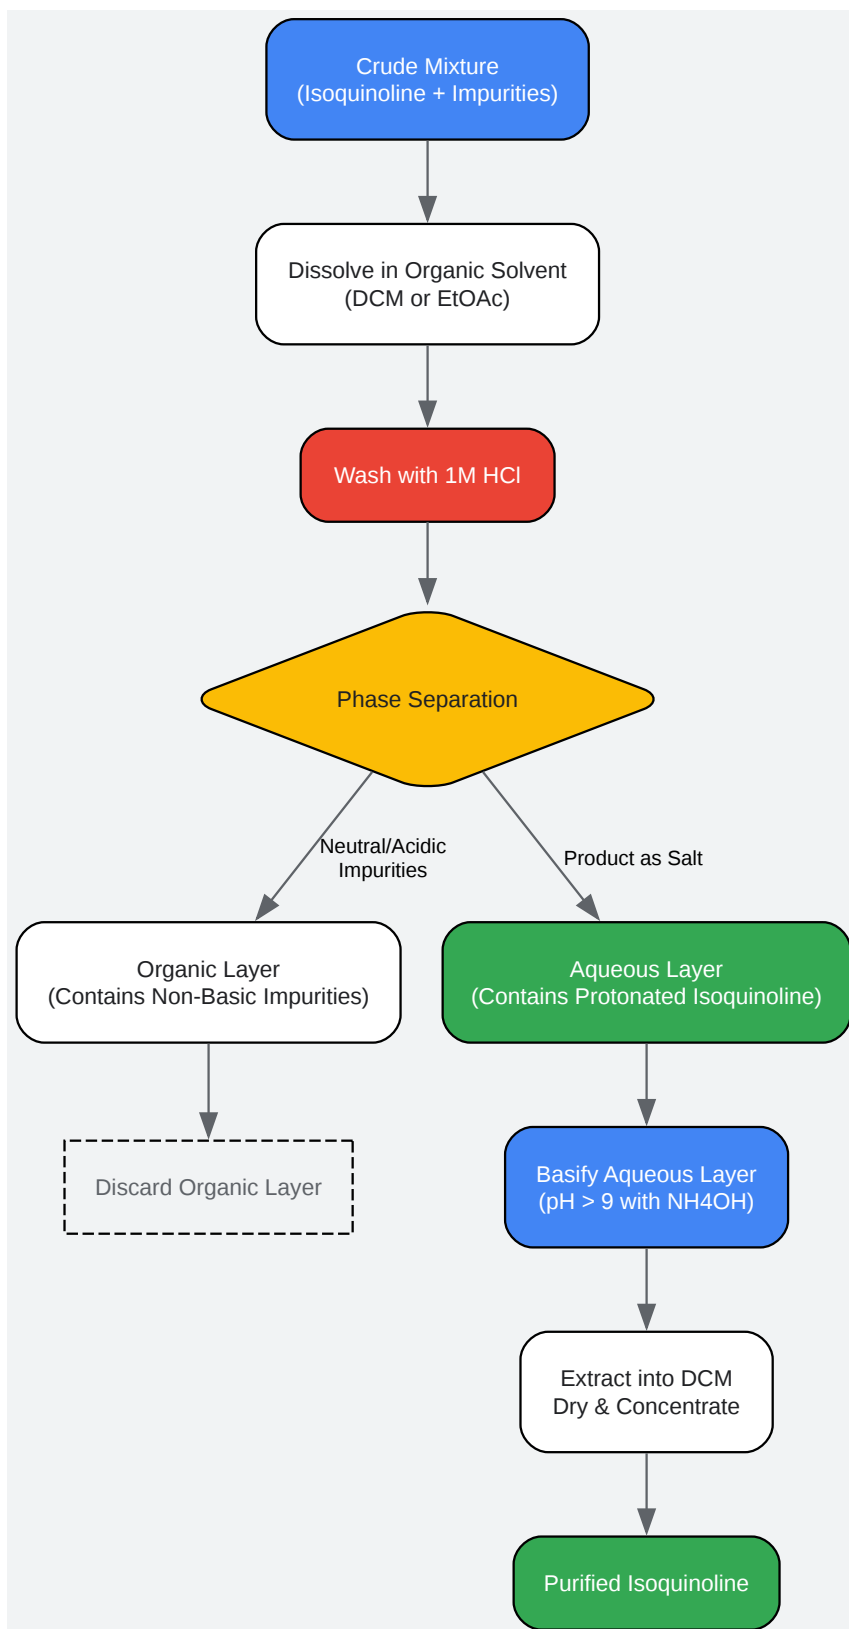 Crude Mixture
(Isoquinoline + Impurities)
Dissolve in Organic Solvent
(DCM or EtOAc)
Wash with 1M HCl
Phase Separation
Neutral/Acidic
Impurities
Product as Salt
Organic Layer
(Contains Non-Basic Impurities)
Aqueous Layer
(Contains Protonated Isoquinoline)
Discard Organic Layer
Basify Aqueous Layer
(pH > 9 with NH4OH)
Extract into DCM
Dry & Concentrate
Purified Isoquinoline